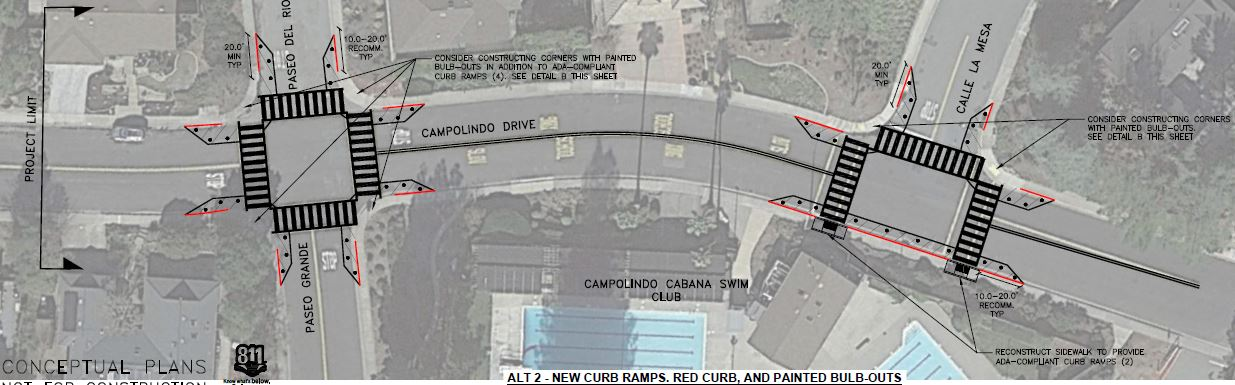 PROJECT LIMIT
20.0'
MIN
TYP
PASEO DEL RIO
10.0-20.0'
RECOMM.
TYP
CONSIDER CONSTRUCTING CORNERS WITH PAINTED
BULB-OUTS IN ADDITION TO ADA-COMPLIANT
CURB RAMPS (4). SEE DETAIL B THIS SHEET
CAMPOLINDO DRIVE
20.0'
MIN
TYP
CALLE LA MESA
CONSIDER CONSTRUCTING CORNERS
WITH PAINTED BULB-OUTS.
SEE DETAIL B THIS SHEET
PASEO GRANDE
STOP
CAMPOLINDO CABANA SWIM
CLUB
10.0-20.0'
RECOMM.
TYP
RECONSTRUCT SIDEWALK TO PROVIDE
ADA-COMPLIANT CURB RAMPS (2)
CONCEPTUAL PLANS
NOT FOR CONSTRUCTION
811
Know what's below.
ALT 2 - NEW CURB RAMPS. RED CURB, AND PAINTED BULB-OUTS